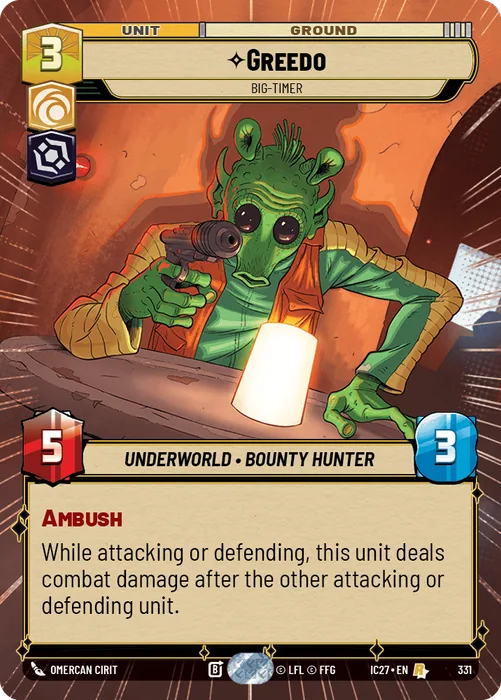 UNIT
GROUND
3
✧GREEDO
BIG-TIMER
5
UNDERWORLD • BOUNTY HUNTER
3
AMBUSH
While attacking or defending, this unit deals
combat damage after the other attacking or
defending unit.
OMERCAN CIRIT
B
© LFL © FFG
IC27•EN
R
331